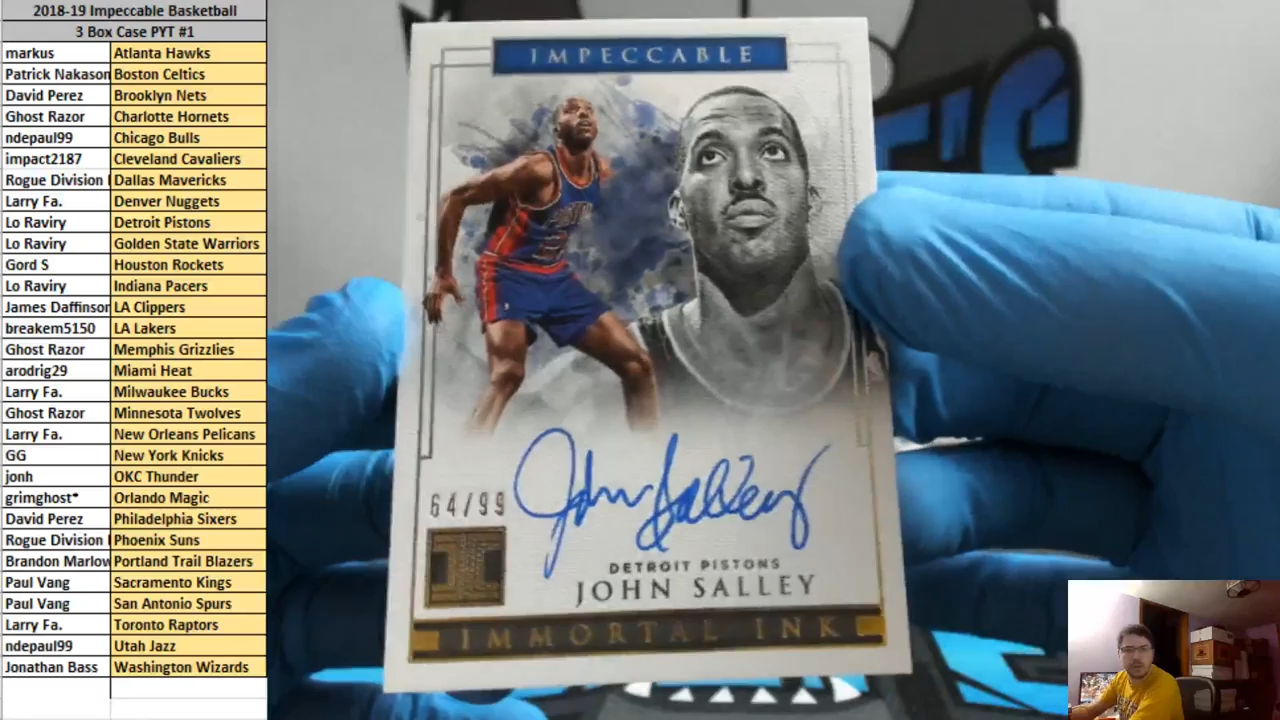 2018-19 Impeccable Basketball
3 Box Case PYT #1
markus Atlanta Hawks
Patrick Nakason Boston Celtics
David Perez Brooklyn Nets
Ghost Razor Charlotte Hornets
ndepaul99 Chicago Bulls
impact2187 Cleveland Cavaliers
Rogue Division Dallas Mavericks
Larry Fa. Denver Nuggets
Lo Raviry Detroit Pistons
Lo Raviry Golden State Warriors
Gord S Houston Rockets
Lo Raviry Indiana Pacers
James Daffinson LA Clippers
breakem5150 LA Lakers
Ghost Razor Memphis Grizzlies
arodrig29 Miami Heat
Larry Fa. Milwaukee Bucks
Ghost Razor Minnesota Twolves
Larry Fa. New Orleans Pelicans
GG New York Knicks
jonh OKC Thunder
grimghost* Orlando Magic
David Perez Philadelphia Sixers
Rogue Division Phoenix Suns
Brandon Marlow Portland Trail Blazers
Paul Vang Sacramento Kings
Paul Vang San Antonio Spurs
Larry Fa. Toronto Raptors
ndepaul99 Utah Jazz
Jonathan Bass Washington Wizards
IMPECCABLE
John Salley
64/99
DETROIT PISTONS
JOHN SALLEY
IMMORTAL INK